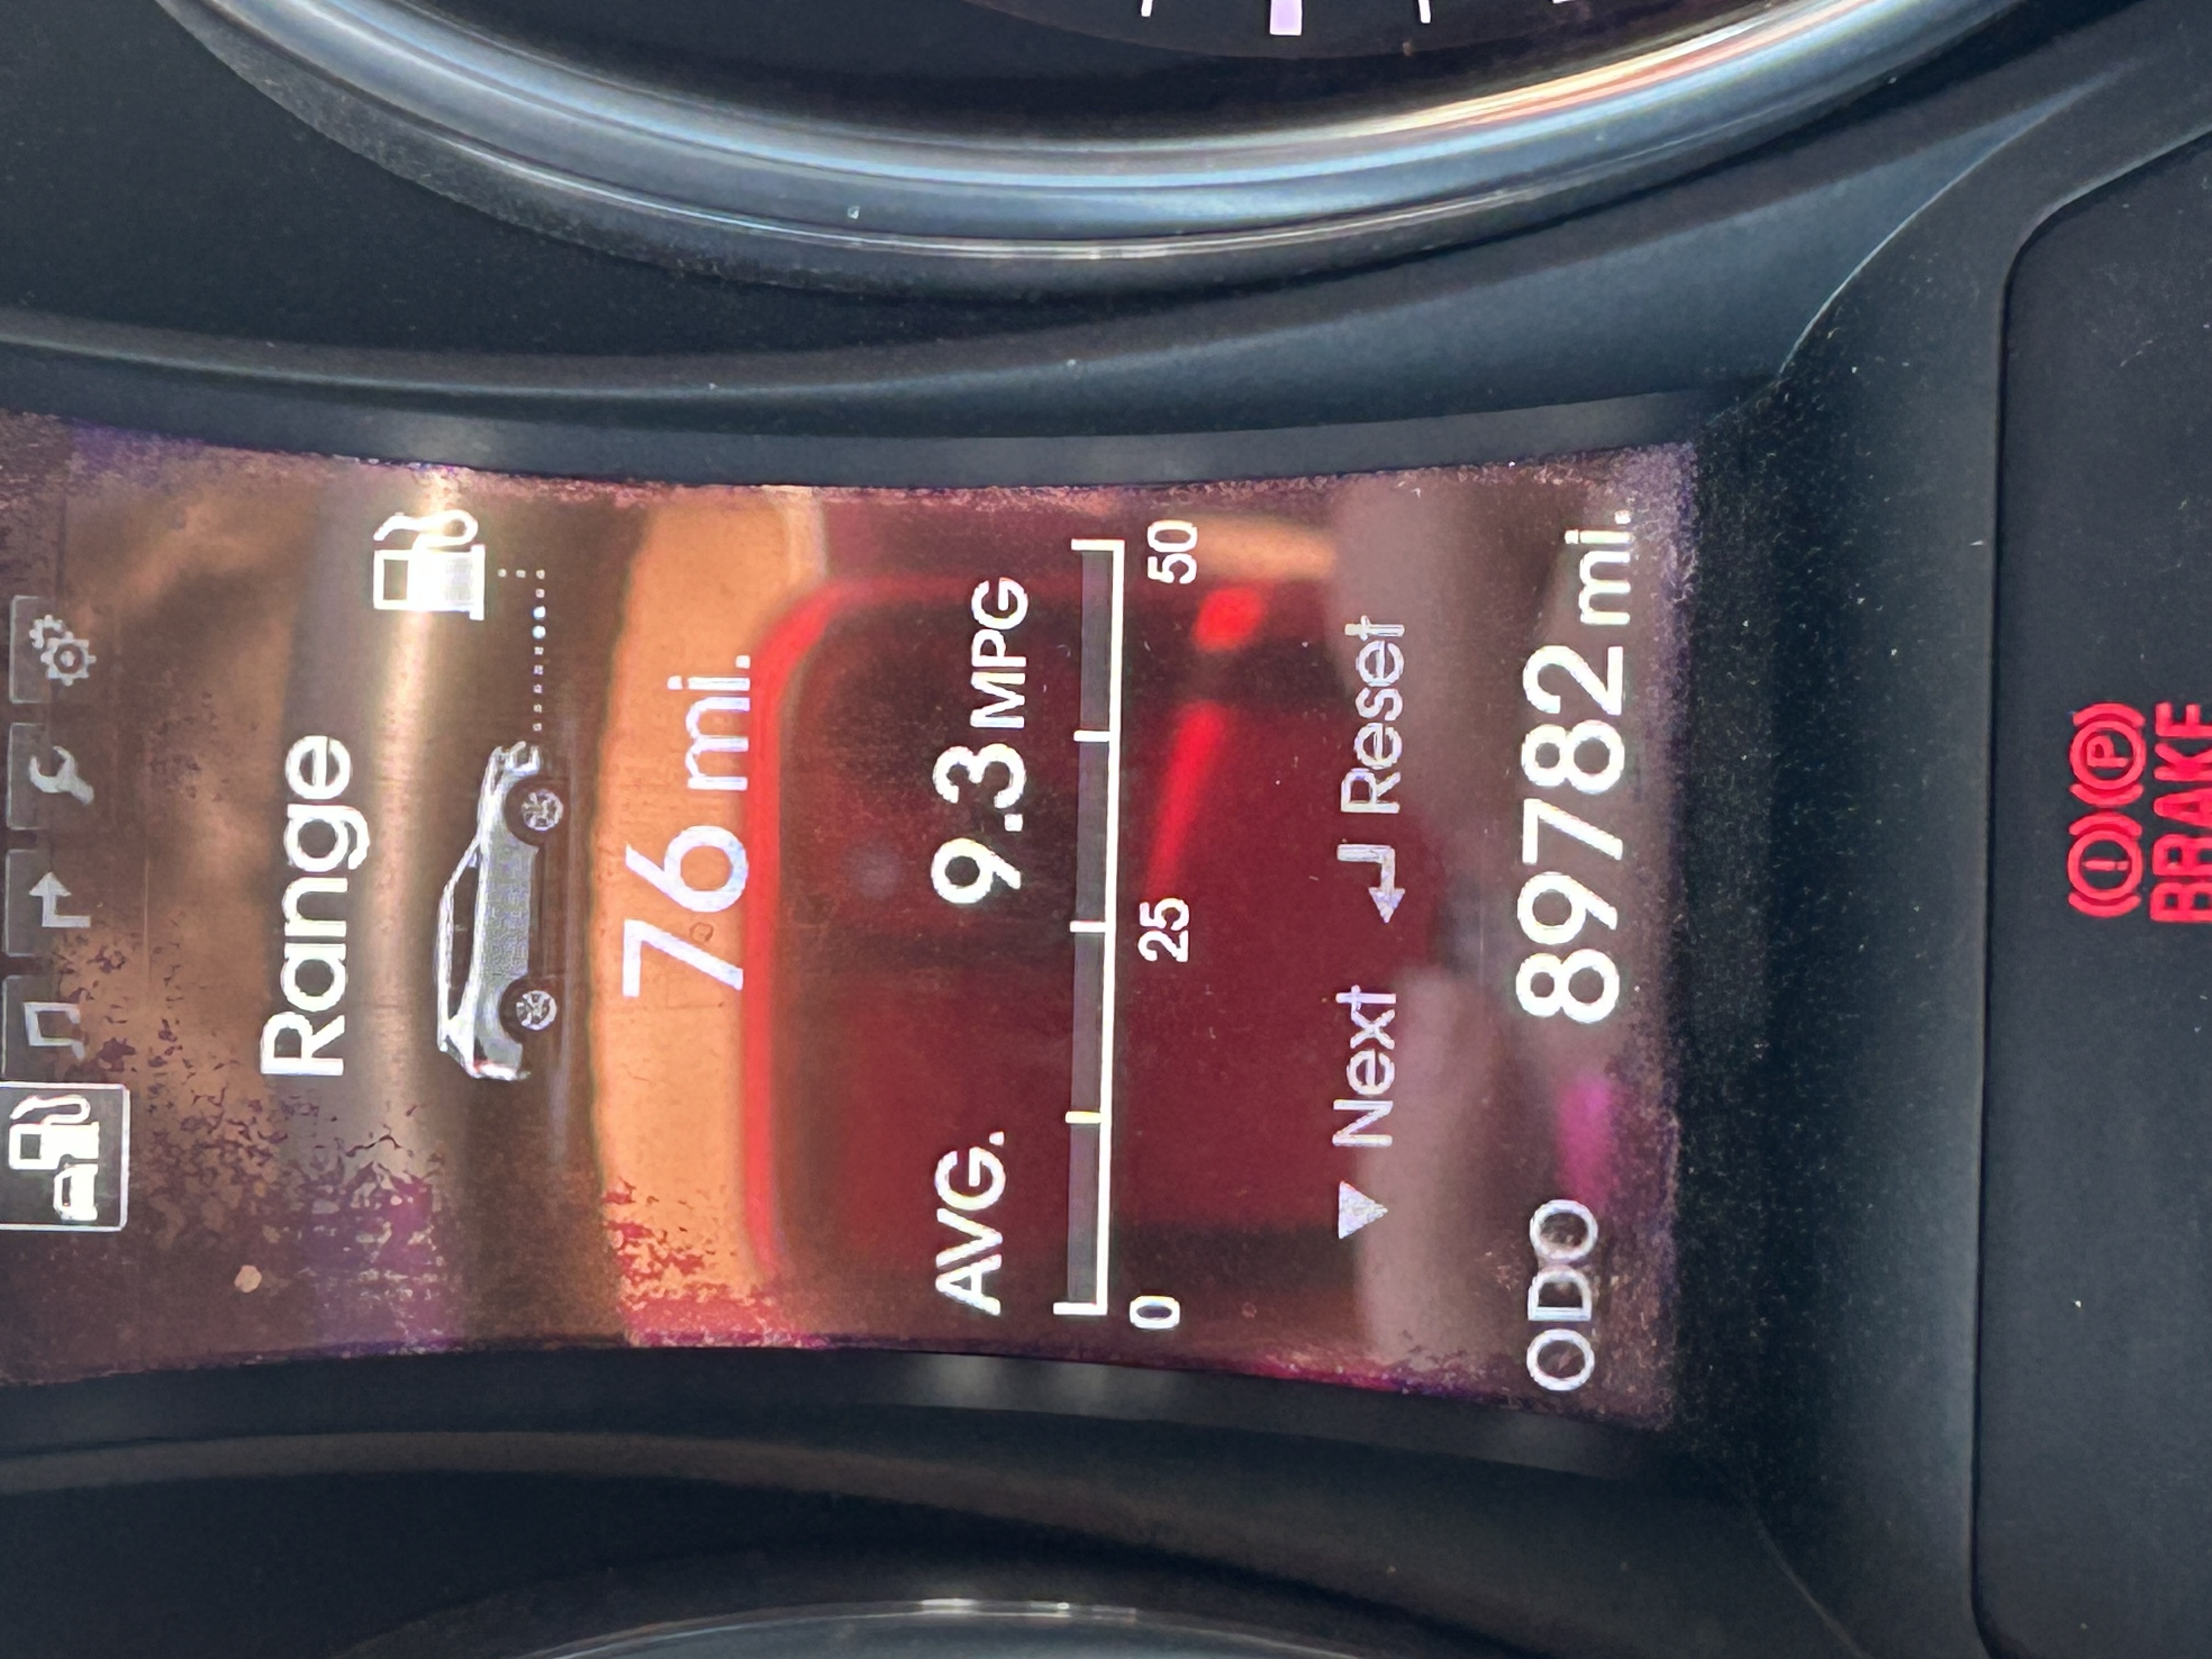 Range
76 mi.
AVG. 9.3 MPG
0 25 50
Next Reset
ODO 89782 mi.
BRAKE